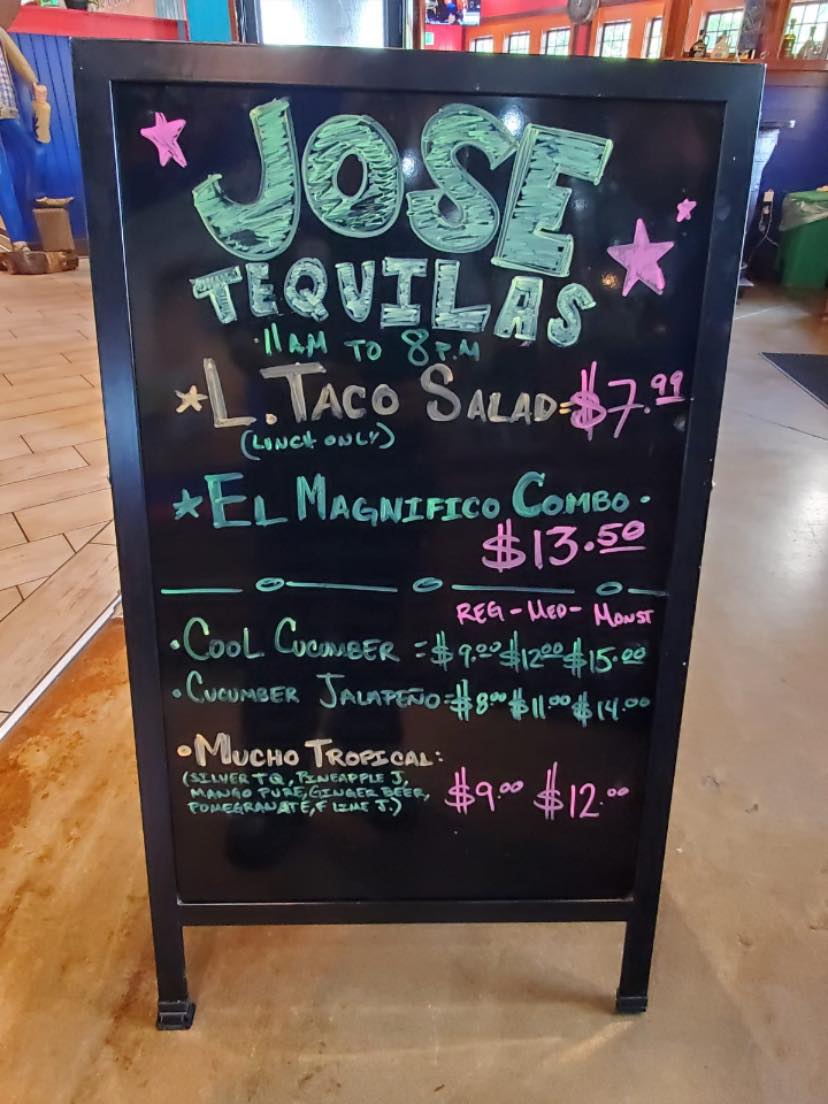 JOSE
TEQUILAS
11AM TO 8P.M
L. TACO SALAD=$7.99
(LINCH ONLY)
EL MAGNIFICO COMBO.
$13.50
REG - MED - MONST
• COOL CUCUMBER = $9.00 $12.00 $15.00
• CUCUMBER JALAPEÑO = $8.00 $11.00 $14.00
• MUCHO TROPICAL:
(SILVER TQ, PINEAPPLE J,
MANGO PURE, GINGER BEER,
POMEGRANATE, F LIME J.)
$9.00 $12.00